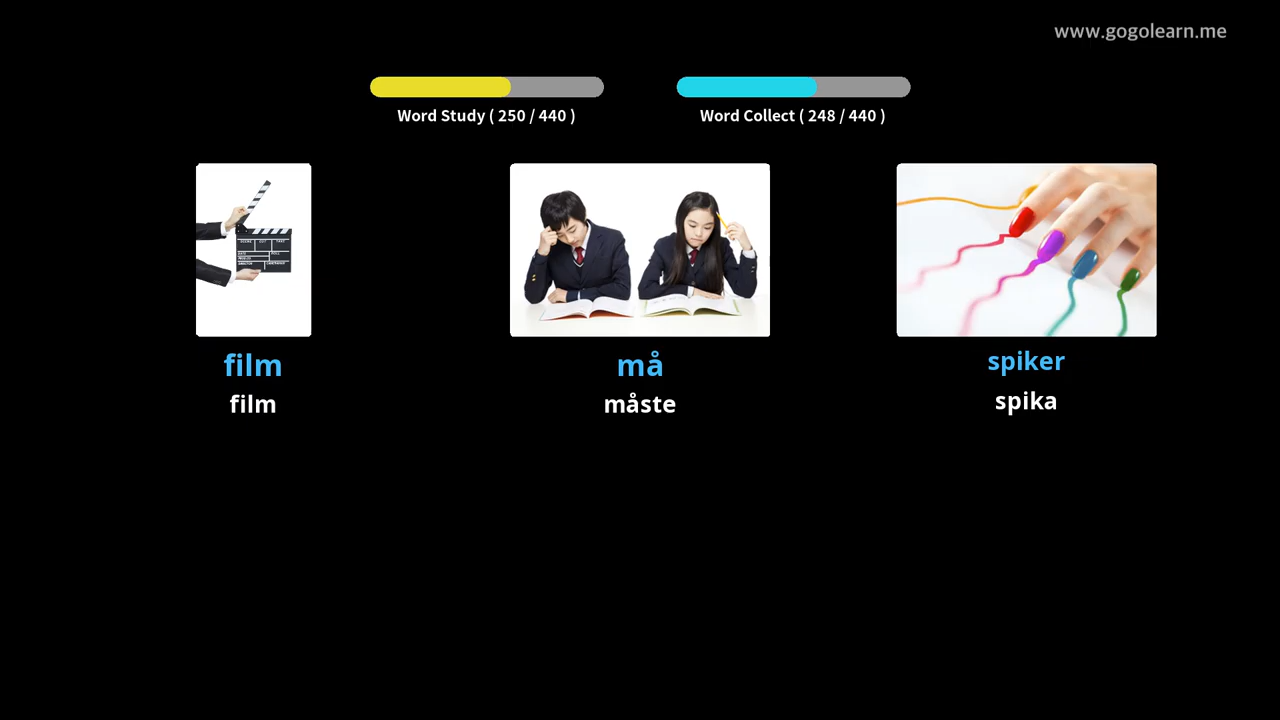 www.gogolearn.me
Word Study ( 250 / 440 )
Word Collect ( 248 / 440 )
film
film
må
måste
spiker
spika